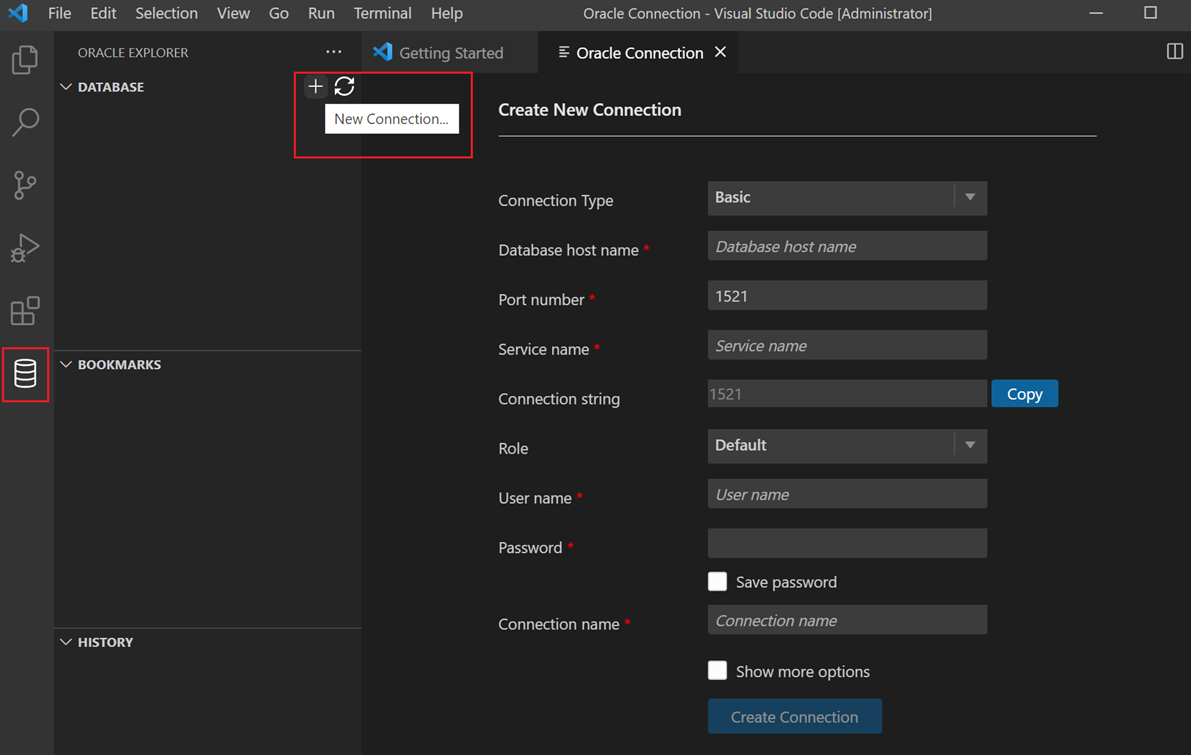 File Edit Selection View Go Run Terminal Help
Oracle Connection - Visual Studio Code [Administrator]
ORACLE EXPLORER
Getting Started
Oracle Connection
DATABASE
New Connection...
BOOKMARKS
HISTORY
Create New Connection
Connection Type
Basic
Database host name *
Database host name
Port number *
1521
Service name *
Service name
Connection string
1521
Copy
Role
Default
User name *
User name
Password *
Save password
Connection name *
Connection name
Show more options
Create Connection